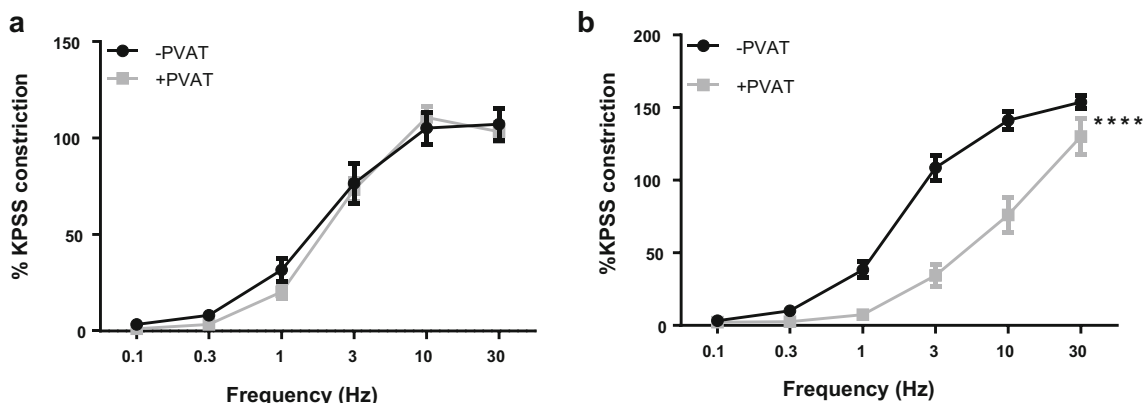 a
150
-PVAT
+PVAT
100
50
0
% KPSS constriction
0.1 0.3 1 3 10 30
Frequency (Hz)
b
200
-PVAT
+PVAT
150
****
100
50
0
%KPSS constriction
0.1 0.3 1 3 10 30
Frequency (Hz)